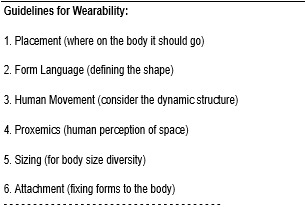 Guidelines for Wearability:
1. Placement (where on the body it should go)
2. Form Language (defining the shape)
3. Human Movement (consider the dynamic structure)
4. Proxemics (human perception of space)
5. Sizing (for body size diversity)
6. Attachment (fixing forms to the body)